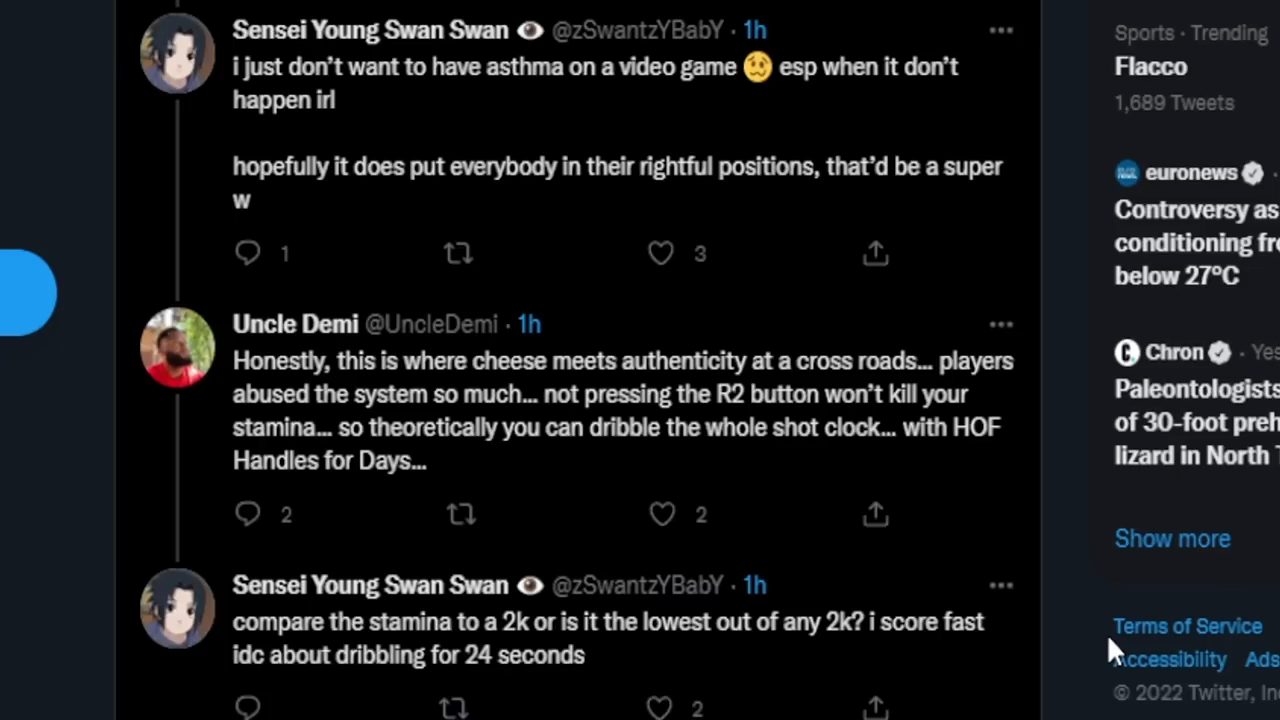 Sensei Young Swan Swan 👁 @zSwantzYBabY · 1h
i just don't want to have asthma on a video game 🥴 esp when it don't
happen irl
hopefully it does put everybody in their rightful positions, that'd be a super
w
1 3
Uncle Demi @UncleDemi · 1h
Honestly, this is where cheese meets authenticity at a cross roads... players
abused the system so much... not pressing the R2 button won't kill your
stamina... so theoretically you can dribble the whole shot clock... with HOF
Handles for Days...
2 2
Sensei Young Swan Swan 👁 @zSwantzYBabY · 1h
compare the stamina to a 2k or is it the lowest out of any 2k? i score fast
idc about dribbling for 24 seconds
2
Sports · Trending
Flacco
1,689 Tweets
euronews ·
Controversy as
conditioning fr
below 27°C
Chron · Yes
Paleontologists
of 30-foot preh
lizard in North
Show more
Terms of Service
Accessibility Ads
© 2022 Twitter, In